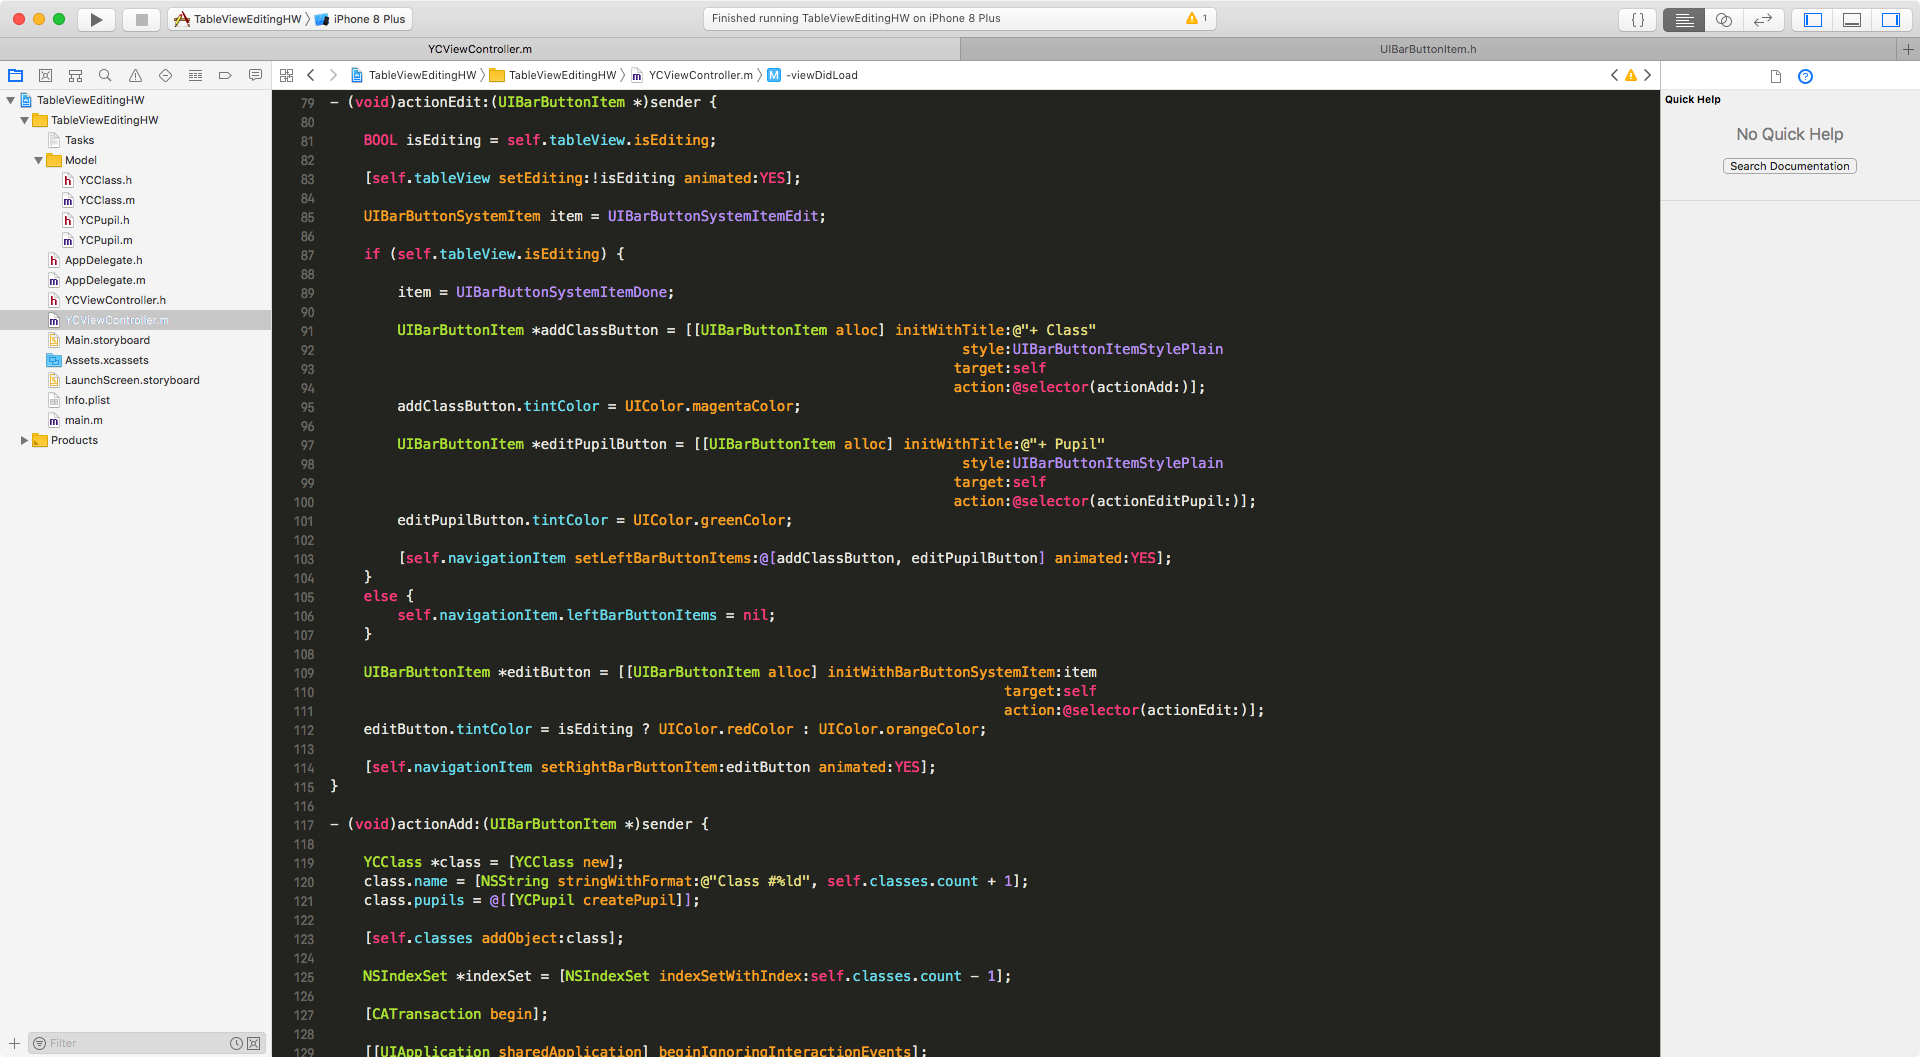 TableViewEditingHW
iPhone 8 Plus
Finished running TableViewEditingHW on iPhone 8 Plus
1
{ }
YCViewController.m
UIBarButtonItem.h
TableViewEditingHW
TableViewEditingHW
YCViewController.m
M
-viewDidLoad
TableViewEditingHW
TableViewEditingHW
Tasks
Model
YCClass.h
YCClass.m
YCPupil.h
YCPupil.m
AppDelegate.h
AppDelegate.m
YCViewController.h
YCViewController.m
Main.storyboard
Assets.xcassets
LaunchScreen.storyboard
Info.plist
main.m
Products
Filter
79 - (void)actionEdit:(UIBarButtonItem *)sender {
80
81 BOOL isEditing = self.tableView.isEditing;
82
83 [self.tableView setEditing:!isEditing animated:YES];
84
85 UIBarButtonSystemItem item = UIBarButtonSystemItemEdit;
86
87 if (self.tableView.isEditing) {
88
89 item = UIBarButtonSystemItemDone;
90
91 UIBarButtonItem *addClassButton = [[UIBarButtonItem alloc] initWithTitle:@"+ Class"
92 style:UIBarButtonItemStylePlain
93 target:self
94 action:@selector(actionAdd:)];
95 addClassButton.tintColor = UIColor.magentaColor;
96
97 UIBarButtonItem *editPupilButton = [[UIBarButtonItem alloc] initWithTitle:@"+ Pupil"
98 style:UIBarButtonItemStylePlain
99 target:self
100 action:@selector(actionEditPupil:)];
101 editPupilButton.tintColor = UIColor.greenColor;
102
103 [self.navigationItem setLeftBarButtonItems:@[addClassButton, editPupilButton] animated:YES];
104 }
105 else {
106 self.navigationItem.leftBarButtonItems = nil;
107 }
108
109 UIBarButtonItem *editButton = [[UIBarButtonItem alloc] initWithBarButtonSystemItem:item
110 target:self
111 action:@selector(actionEdit:)];
112 editButton.tintColor = isEditing ? UIColor.redColor : UIColor.orangeColor;
113
114 [self.navigationItem setRightBarButtonItem:editButton animated:YES];
115 }
116
117 - (void)actionAdd:(UIBarButtonItem *)sender {
118
119 YCClass *class = [YCClass new];
120 class.name = [NSString stringWithFormat:@"Class #%ld", self.classes.count + 1];
121 class.pupils = @[[YCPupil createPupil]];
122
123 [self.classes addObject:class];
124
125 NSIndexSet *indexSet = [NSIndexSet indexSetWithIndex:self.classes.count - 1];
126
127 [CATransaction begin];
128
129 [[UIApplication sharedApplication] beginIgnoringInteractionEvents];
Quick Help
No Quick Help
Search Documentation